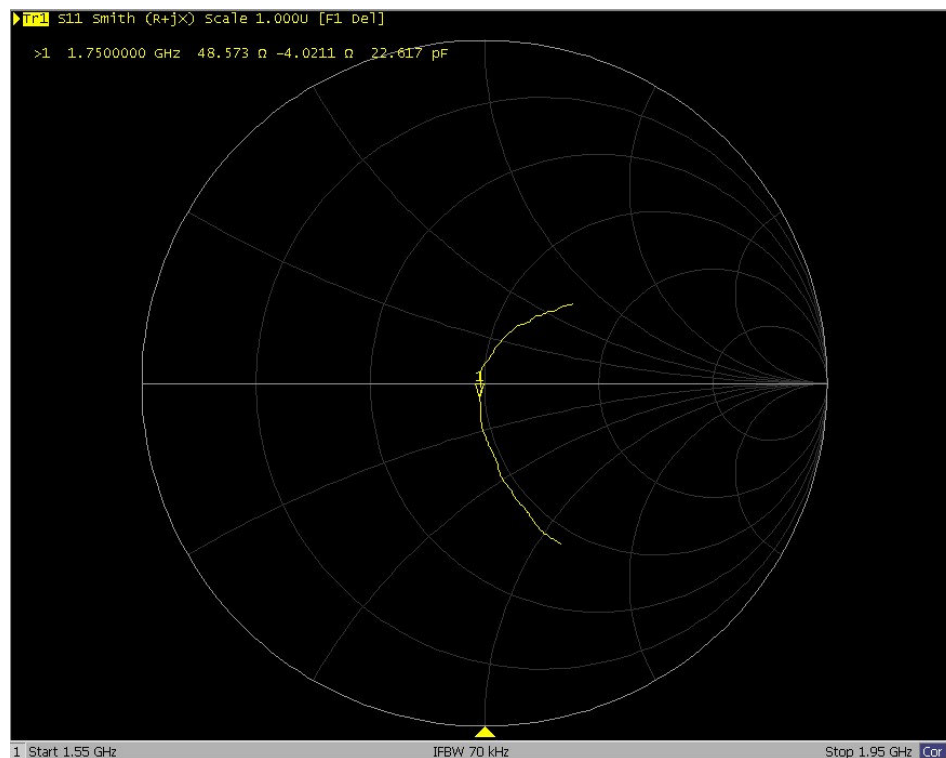 Tr1 S11 Smith (R+jX) Scale 1.000U [F1 Del]
>1 1.7500000 GHz 48.573 Ω -4.0211 Ω 22.617 pF
1
1 Start 1.55 GHz IFBW 70 kHz Stop 1.95 GHz Cor